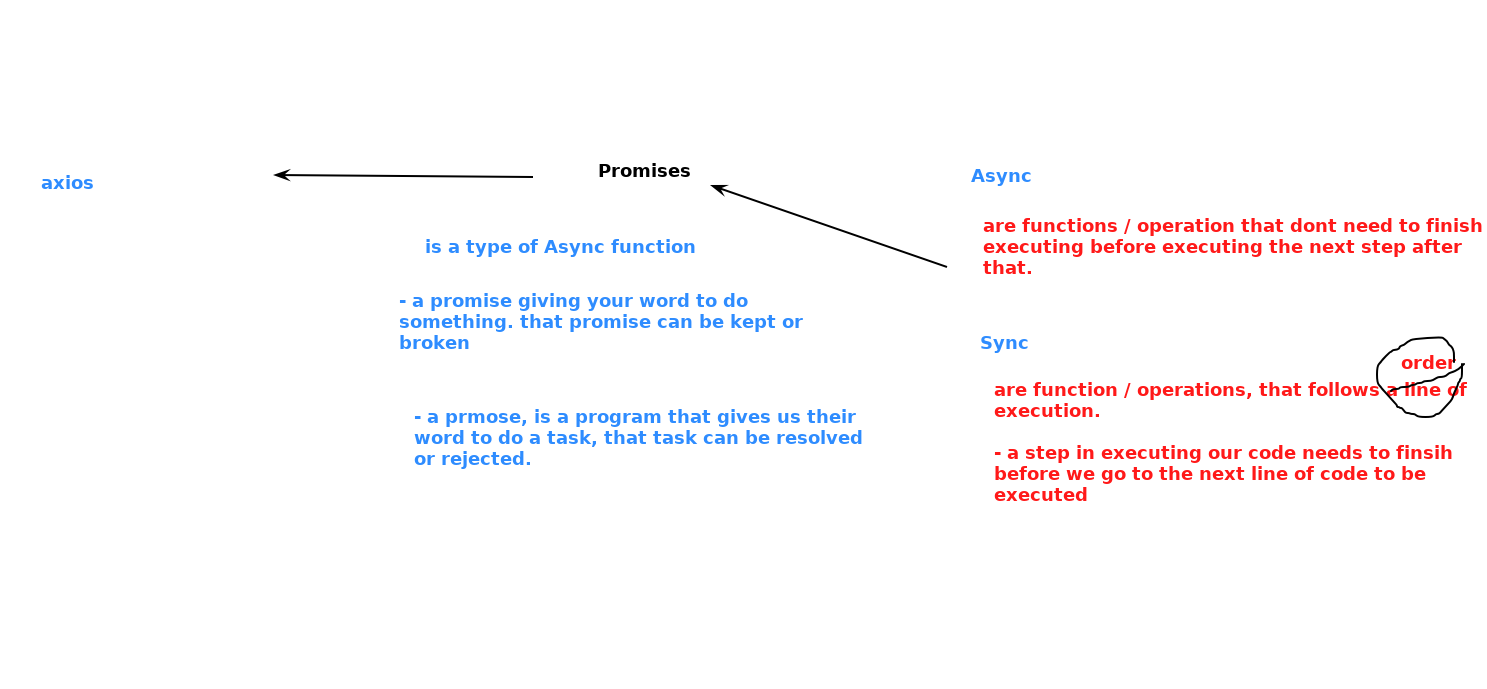 axios
Promises
is a type of Async function
- a promise giving your word to do
something. that promise can be kept or
broken
- a prmose, is a program that gives us their
word to do a task, that task can be resolved
or rejected.
Async
are functions / operation that dont need to finish
executing before executing the next step after
that.
Sync
order
are function / operations, that follows a line of
execution.
- a step in executing our code needs to finsih
before we go to the next line of code to be
executed